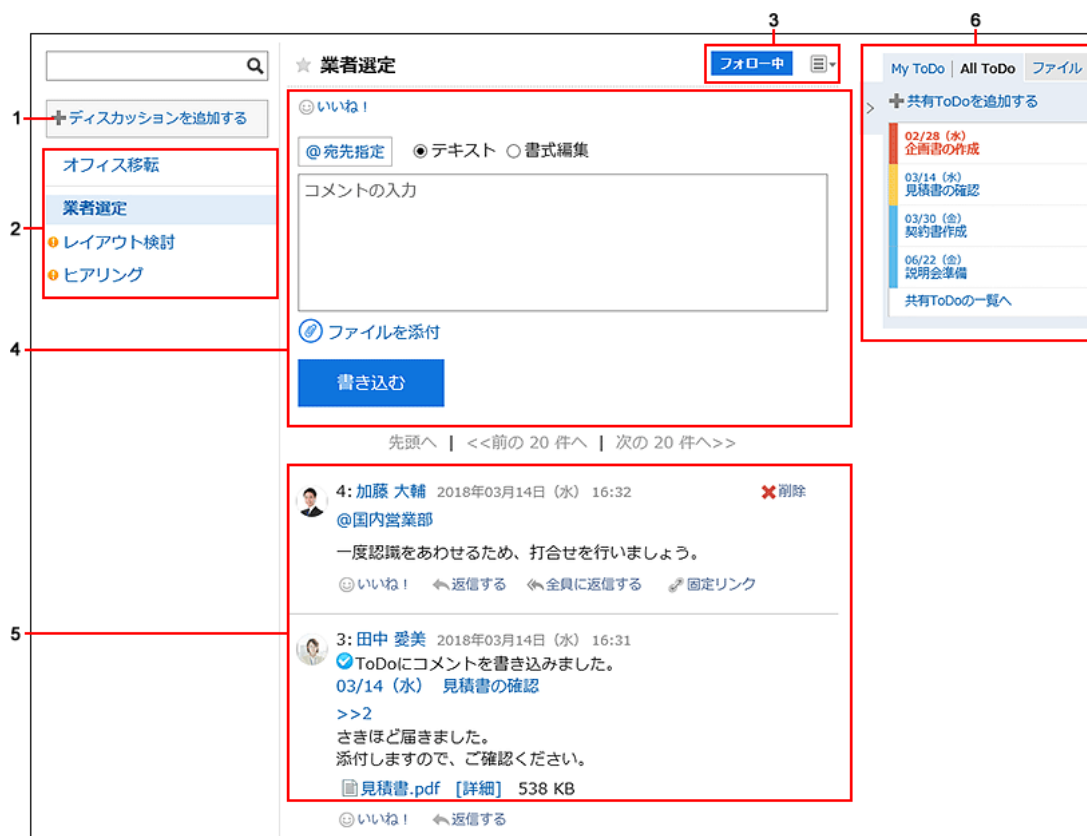 3
6
業者選定
フォロー中
My ToDo | All ToDo ファイル
1
ディスカッションを追加する
いいね！
共有ToDoを追加する
@宛先指定 テキスト 書式編集
02/28（水）
企画書の作成
オフィス移転
コメントの入力
03/14（水）
見積書の確認
2
業者選定
レイアウト検討
03/30（金）
契約書作成
ヒアリング
06/22（金）
説明会準備
共有ToDoの一覧へ
4
ファイルを添付
書き込む
先頭へ | <<前の 20 件へ | 次の 20 件へ>>
4: 加藤 大輔 2018年03月14日（水） 16:32 削除
@国内営業部
一度認識をあわせるため、打合せを行いましょう。
いいね！ 返信する 全員に返信する 固定リンク
5
3: 田中 愛美 2018年03月14日（水） 16:31
ToDoにコメントを書き込みました。
03/14（水） 見積書の確認
>>2
さきほど届きました。
添付しますので、ご確認ください。
見積書.pdf [詳細] 538 KB
いいね！ 返信する